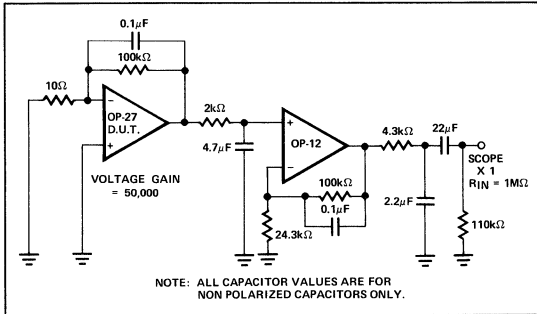 0.1µF
100kΩ
10Ω
−
OP-27
D.U.T.
+
VOLTAGE GAIN
= 50,000
2kΩ
4.7µF
+
OP-12
−
100kΩ
0.1µF
24.3kΩ
4.3kΩ
22µF
2.2µF
SCOPE
X 1
RIN = 1MΩ
110kΩ
NOTE: ALL CAPACITOR VALUES ARE FOR
NON POLARIZED CAPACITORS ONLY.